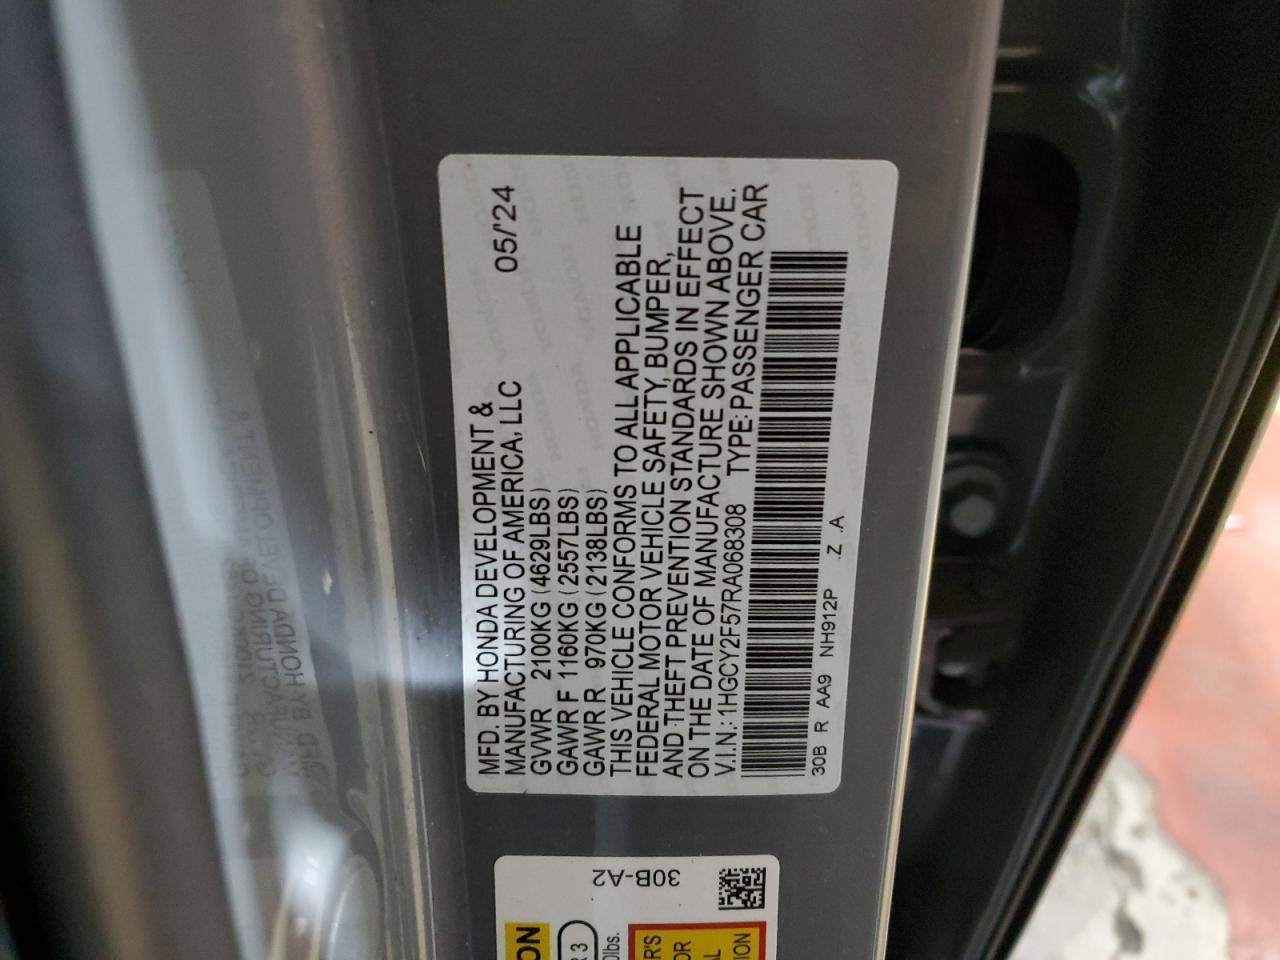 MFD. BY HONDA DEVELOPMENT &
MANUFACTURING OF AMERICA, LLC 05/'24
GVWR 2100KG (4629LBS)
GAWR F 1160KG (2557LBS)
GAWR R 970KG (2138LBS)
THIS VEHICLE CONFORMS TO ALL APPLICABLE
FEDERAL MOTOR VEHICLE SAFETY, BUMPER,
AND THEFT PREVENTION STANDARDS IN EFFECT
ON THE DATE OF MANUFACTURE SHOWN ABOVE.
V.I.N.: 1HGCY2F57RA068308 TYPE: PASSENGER CAR
30B R AA9 NH912P .Z .A
30B-A2